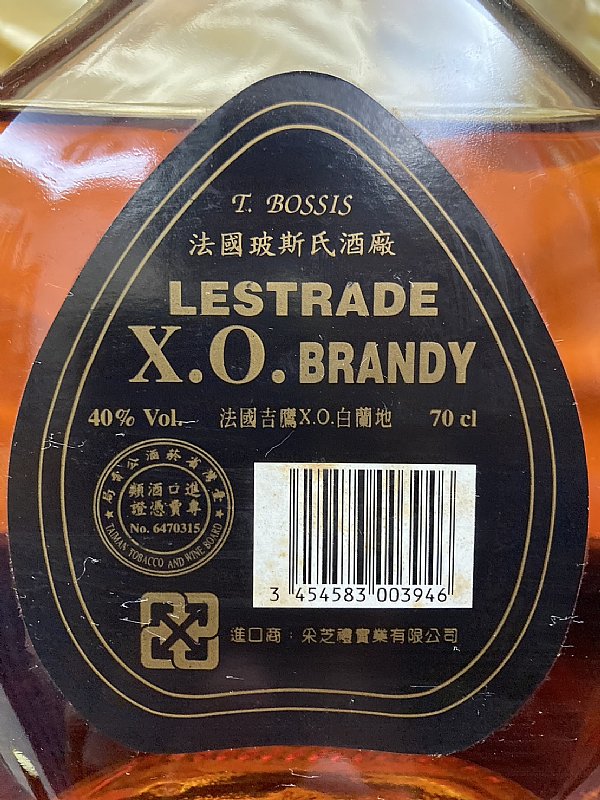 T. BOSSIS
法國玻斯氏酒廠
LESTRADE
X.O. BRANDY
40% Vol. 法國吉鷹X.O.白蘭地 70 cl
臺灣省菸酒公賣局
進口酒類
專賣憑證
No. 6470315
TAIWAN TOBACCO AND WINE BOARD
3 454583 003946
進口商：采芝禮實業有限公司